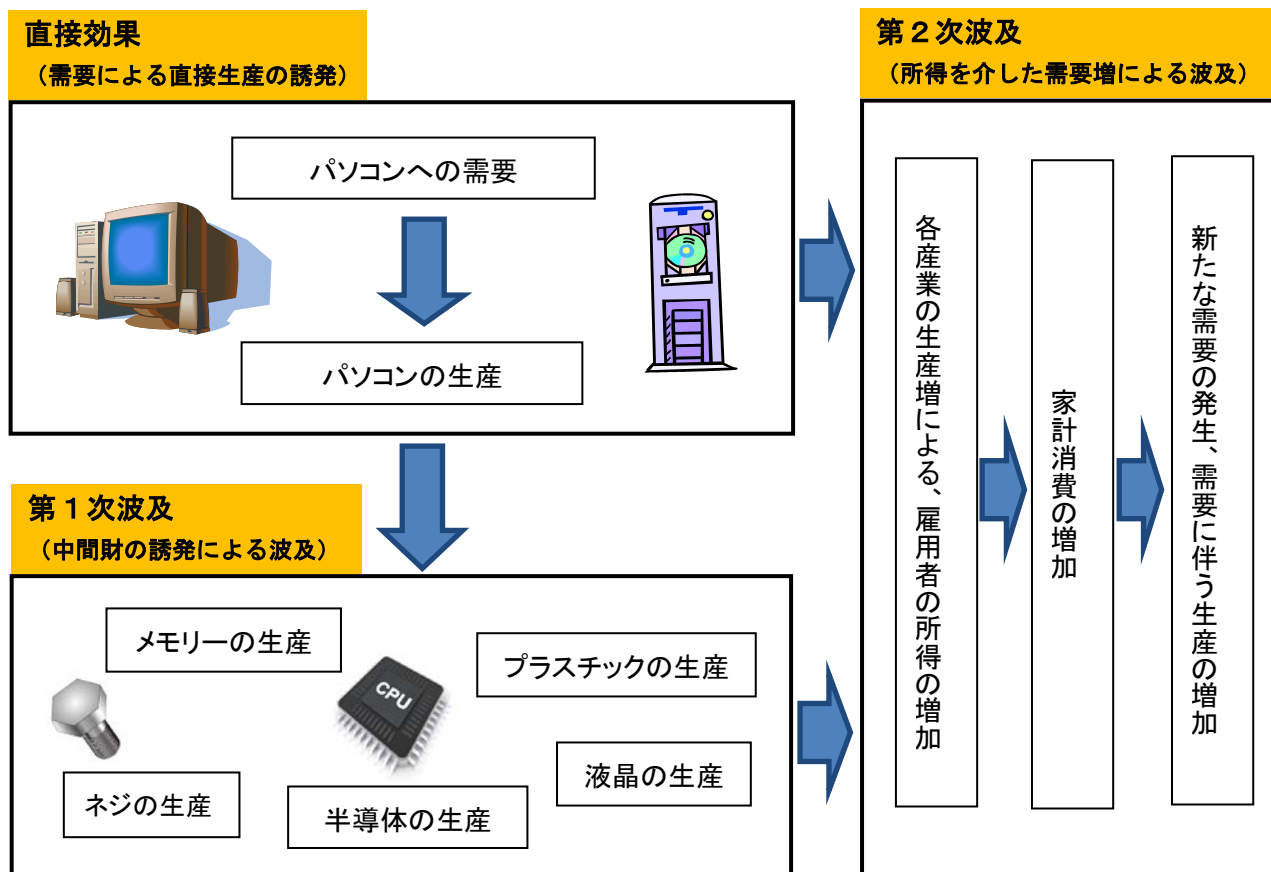 直接効果
（需要による直接生産の誘発）
パソコンへの需要
パソコンの生産
第１次波及
（中間財の誘発による波及）
メモリーの生産
プラスチックの生産
CPU
ネジの生産
半導体の生産
液晶の生産
第２次波及
（所得を介した需要増による波及）
各産業の生産増による、雇用者の所得の増加
家計消費の増加
新たな需要の発生、需要に伴う生産の増加